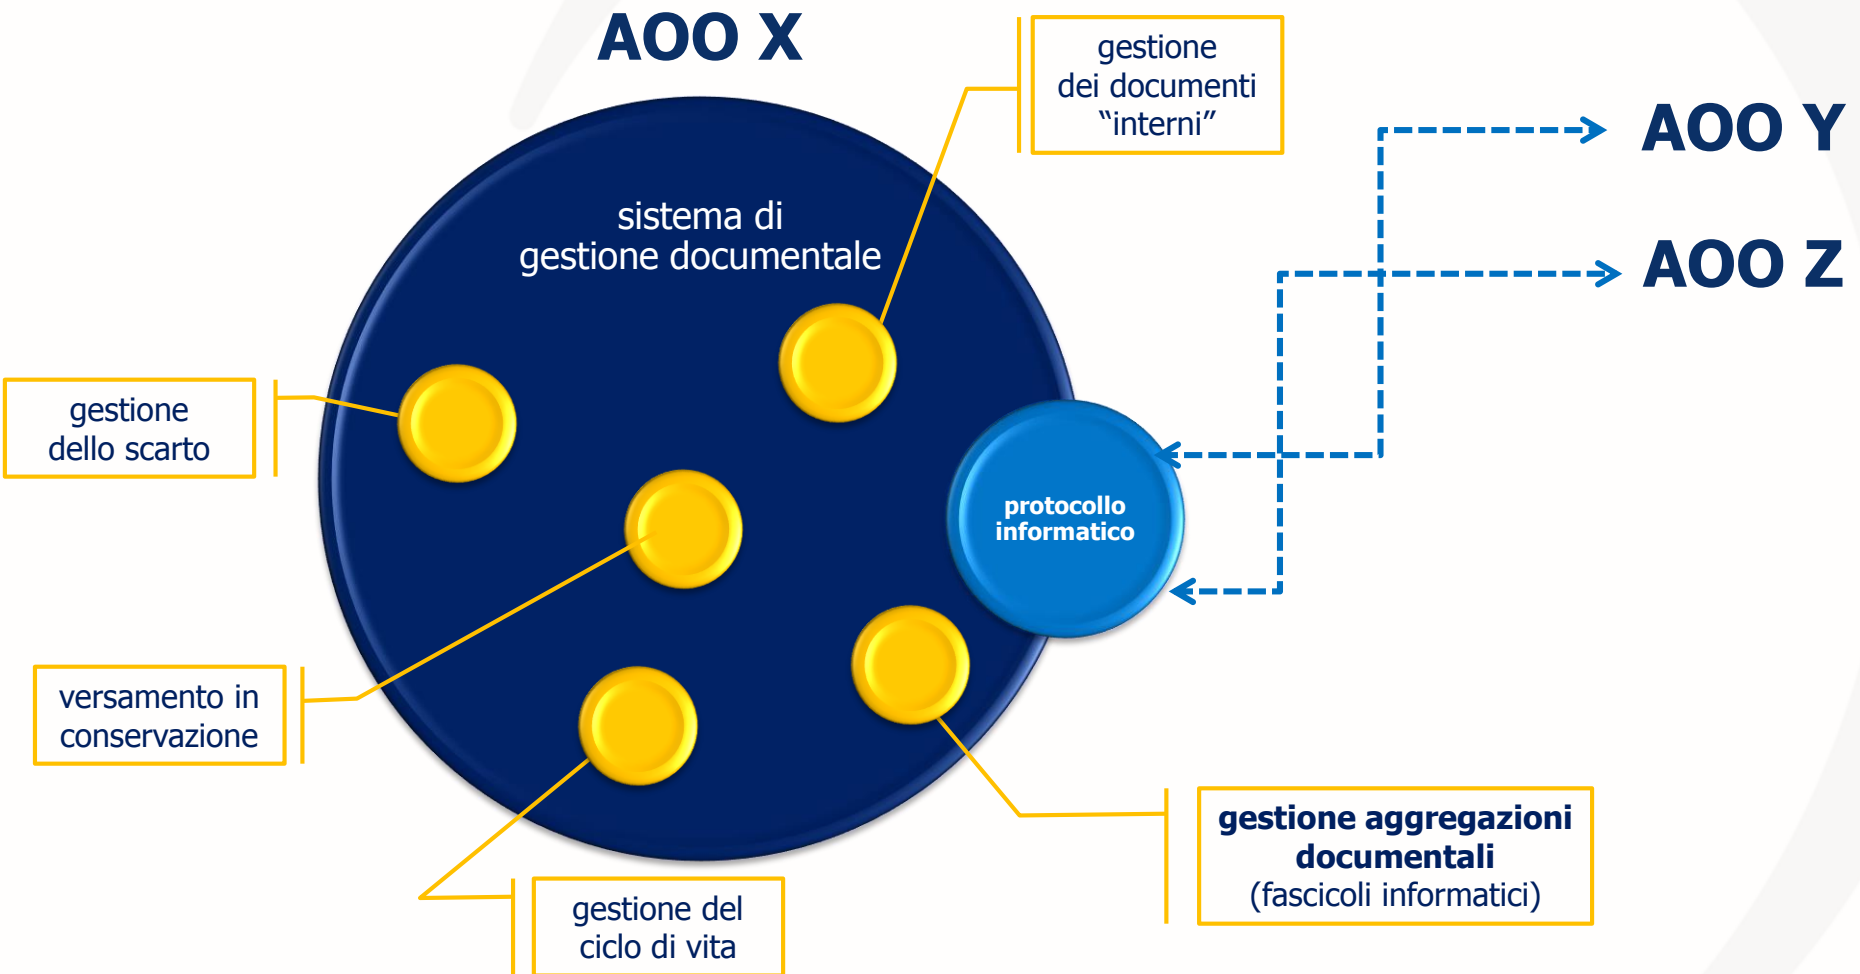 AOO X
gestione
dei documenti
“interni”
AOO Y
sistema di
gestione documentale
AOO Z
gestione
dello scarto
protocollo
informatico
versamento in
conservazione
gestione aggregazioni
documentali
(fascicoli informatici)
gestione del
ciclo di vita